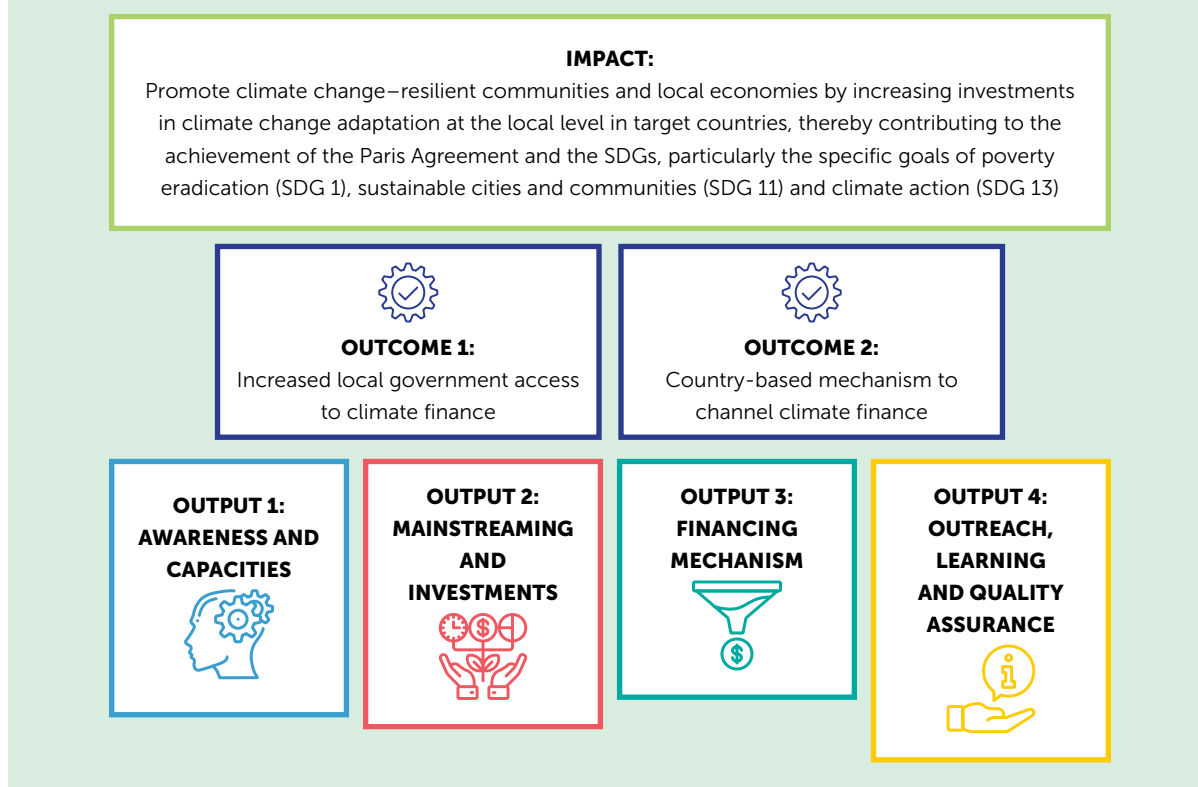 IMPACT:
Promote climate change–resilient communities and local economies by increasing investments
in climate change adaptation at the local level in target countries, thereby contributing to the
achievement of the Paris Agreement and the SDGs, particularly the specific goals of poverty
eradication (SDG 1), sustainable cities and communities (SDG 11) and climate action (SDG 13)
OUTCOME 1:
Increased local government access
to climate finance
OUTCOME 2:
Country-based mechanism to
channel climate finance
OUTPUT 1:
AWARENESS AND
CAPACITIES
OUTPUT 2:
MAINSTREAMING
AND
INVESTMENTS
$
OUTPUT 3:
FINANCING
MECHANISM
$
OUTPUT 4:
OUTREACH,
LEARNING
AND QUALITY
ASSURANCE
i